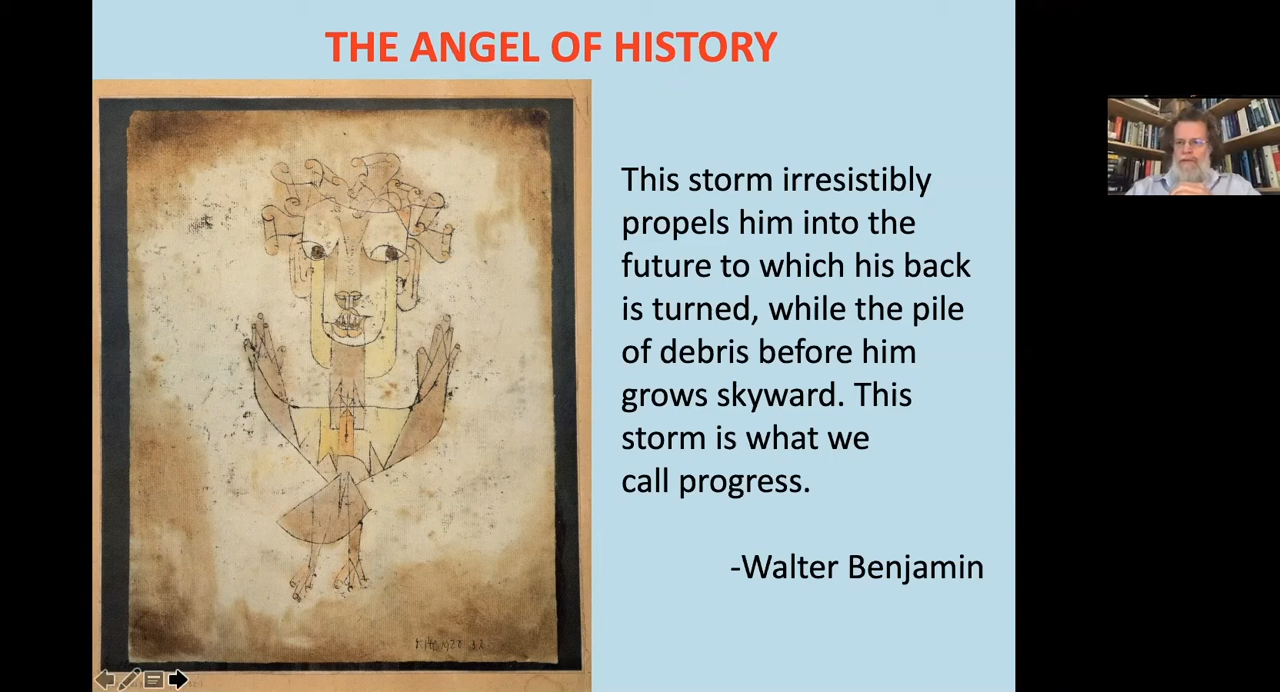 THE ANGEL OF HISTORY
This storm irresistibly
propels him into the
future to which his back
is turned, while the pile
of debris before him
grows skyward. This
storm is what we
call progress.
-Walter Benjamin